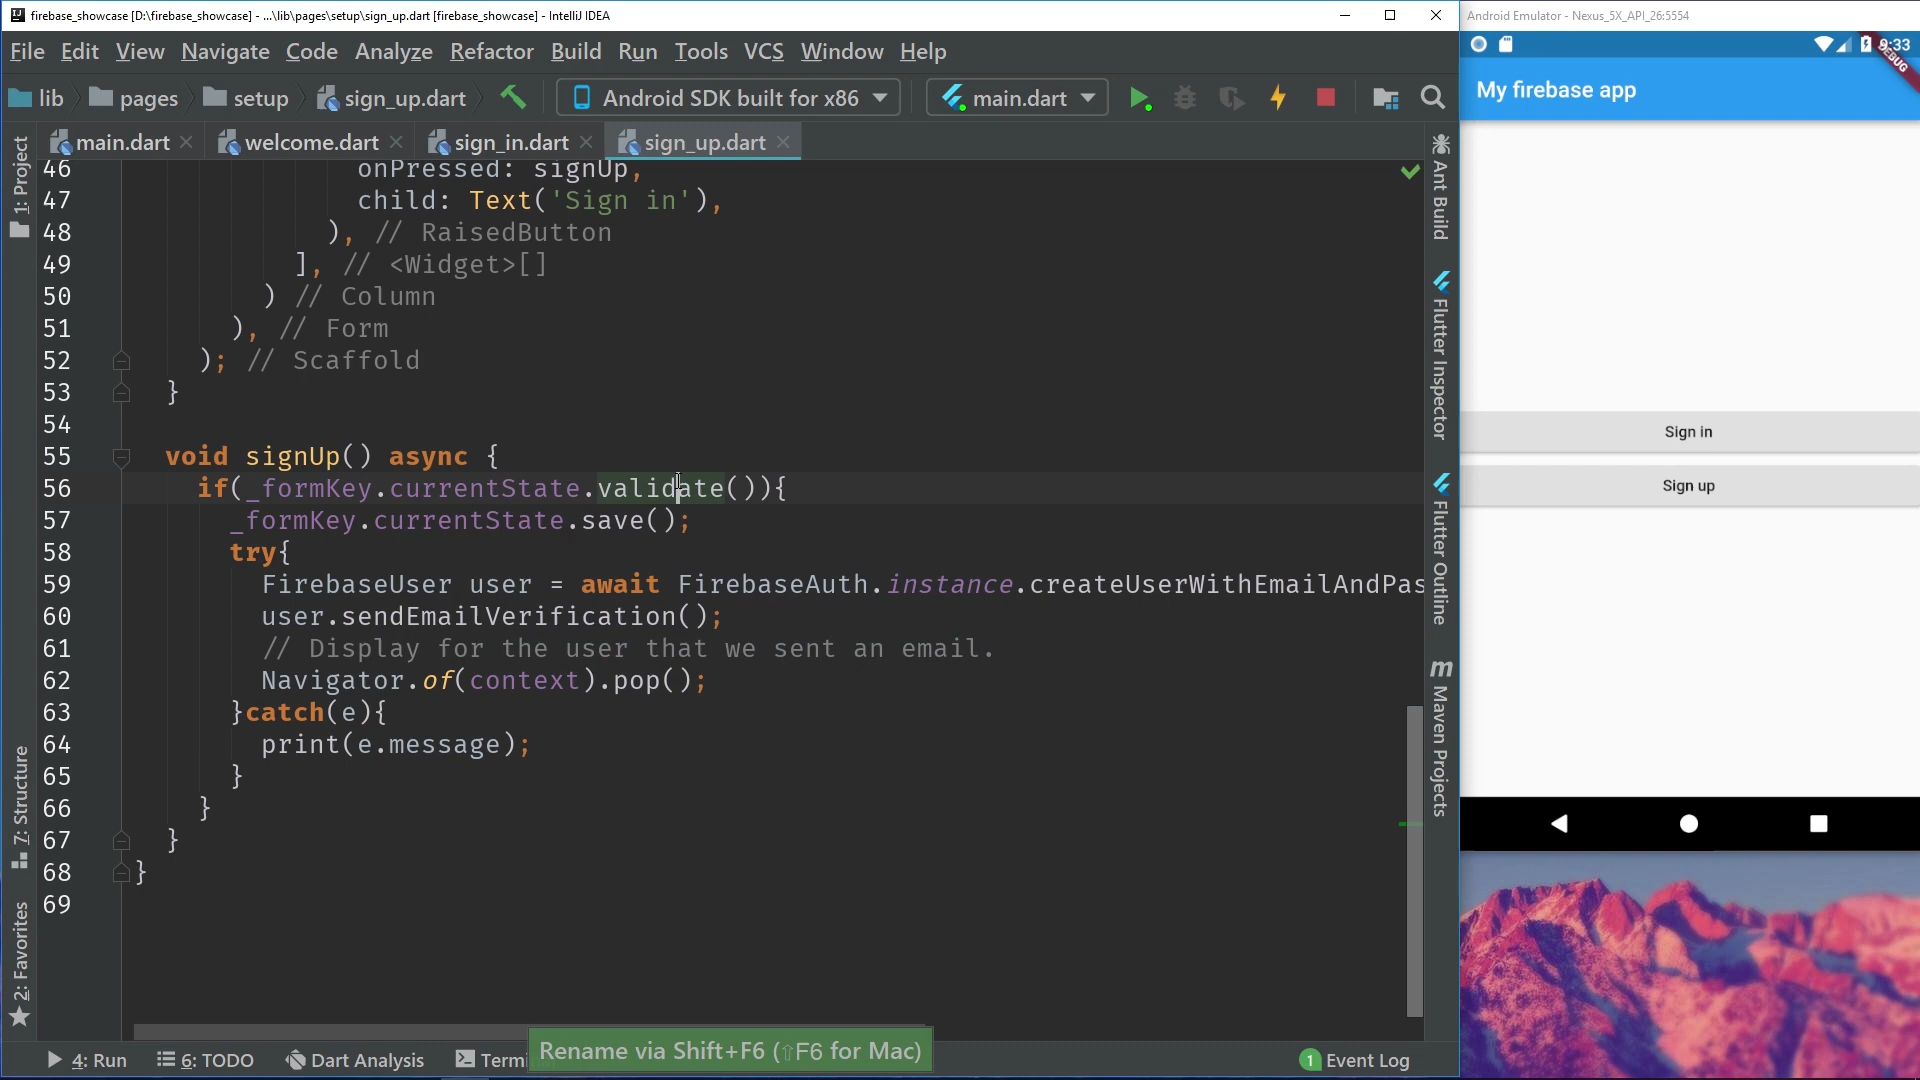 firebase_showcase [D:\firebase_showcase] - ...\lib\pages\setup\sign_up.dart [firebase_showcase] - IntelliJ IDEA
File Edit View Navigate Code Analyze Refactor Build Run Tools VCS Window Help
lib pages setup sign_up.dart Android SDK built for x86 main.dart
main.dart welcome.dart sign_in.dart sign_up.dart
1: Project
7: Structure
2: Favorites
46 onPressed: signUp,
47 child: Text('Sign in'),
48 ), // RaisedButton
49 ], // <Widget>[]
50 ) // Column
51 ), // Form
52 ); // Scaffold
53 }
54
55 void signUp() async {
56 if(_formKey.currentState.validate()){
57 _formKey.currentState.save();
58 try{
59 FirebaseUser user = await FirebaseAuth.instance.createUserWithEmailAndPas
60 user.sendEmailVerification();
61 // Display for the user that we sent an email.
62 Navigator.of(context).pop();
63 }catch(e){
64 print(e.message);
65 }
66 }
67 }
68 }
69
Ant Build
Flutter Inspector
Flutter Outline
m Maven Projects
4: Run 6: TODO Dart Analysis Termi
Rename via Shift+F6 (⇧F6 for Mac)
1 Event Log
Android Emulator - Nexus_5X_API_26:5554
9:33
DEBUG
My firebase app
Sign in
Sign up